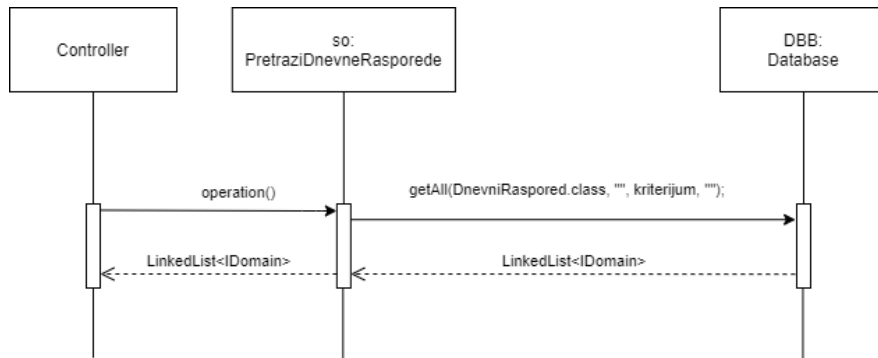 Controller
so:
PretraziDnevneRasporede
DBB:
Database
operation()
getAll(DnevniRaspored.class, "", kriterijum, "");
LinkedList<IDomain>
LinkedList<IDomain>